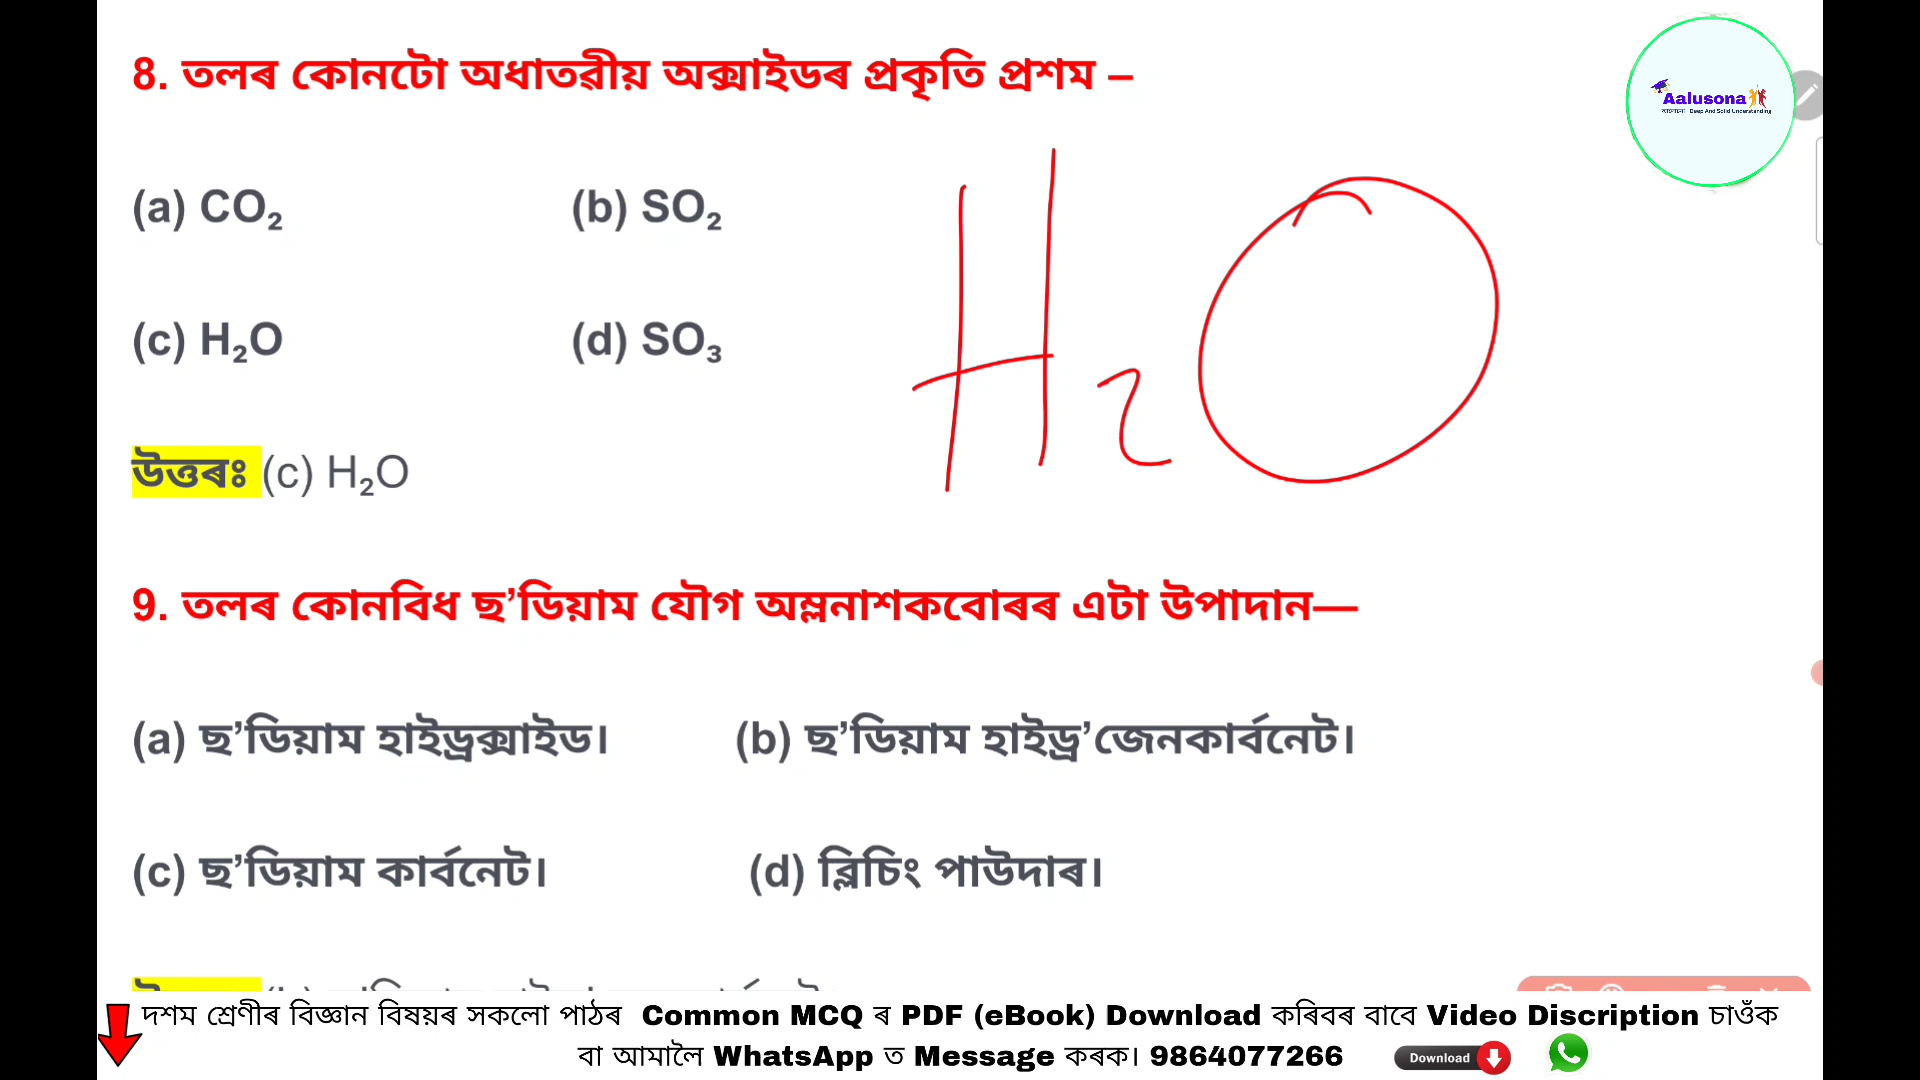 8. তলৰ কোনটো অধাতৱীয় অক্সাইডৰ প্ৰকৃতি প্ৰশম –
Aalusona
(a) CO₂ (b) SO₂
H₂O
(c) H₂O (d) SO₃
উত্তৰঃ (c) H₂O
9. তলৰ কোনবিধ ছ’ডিয়াম যৌগ অম্লনাশকবোৰৰ এটা উপাদান—
(a) ছ’ডিয়াম হাইড্ৰক্সাইড। (b) ছ’ডিয়াম হাইড্ৰ’জেনকাৰ্বনেট।
(c) ছ’ডিয়াম কাৰ্বনেট। (d) ব্লিচিং পাউদাৰ।
দশম শ্ৰেণীৰ বিজ্ঞান বিষয়ৰ সকলো পাঠৰ Common MCQ ৰ PDF (eBook) Download কৰিবৰ বাবে Video Discription চাওঁক
বা আমালৈ WhatsApp ত Message কৰক। 9864077266 Download